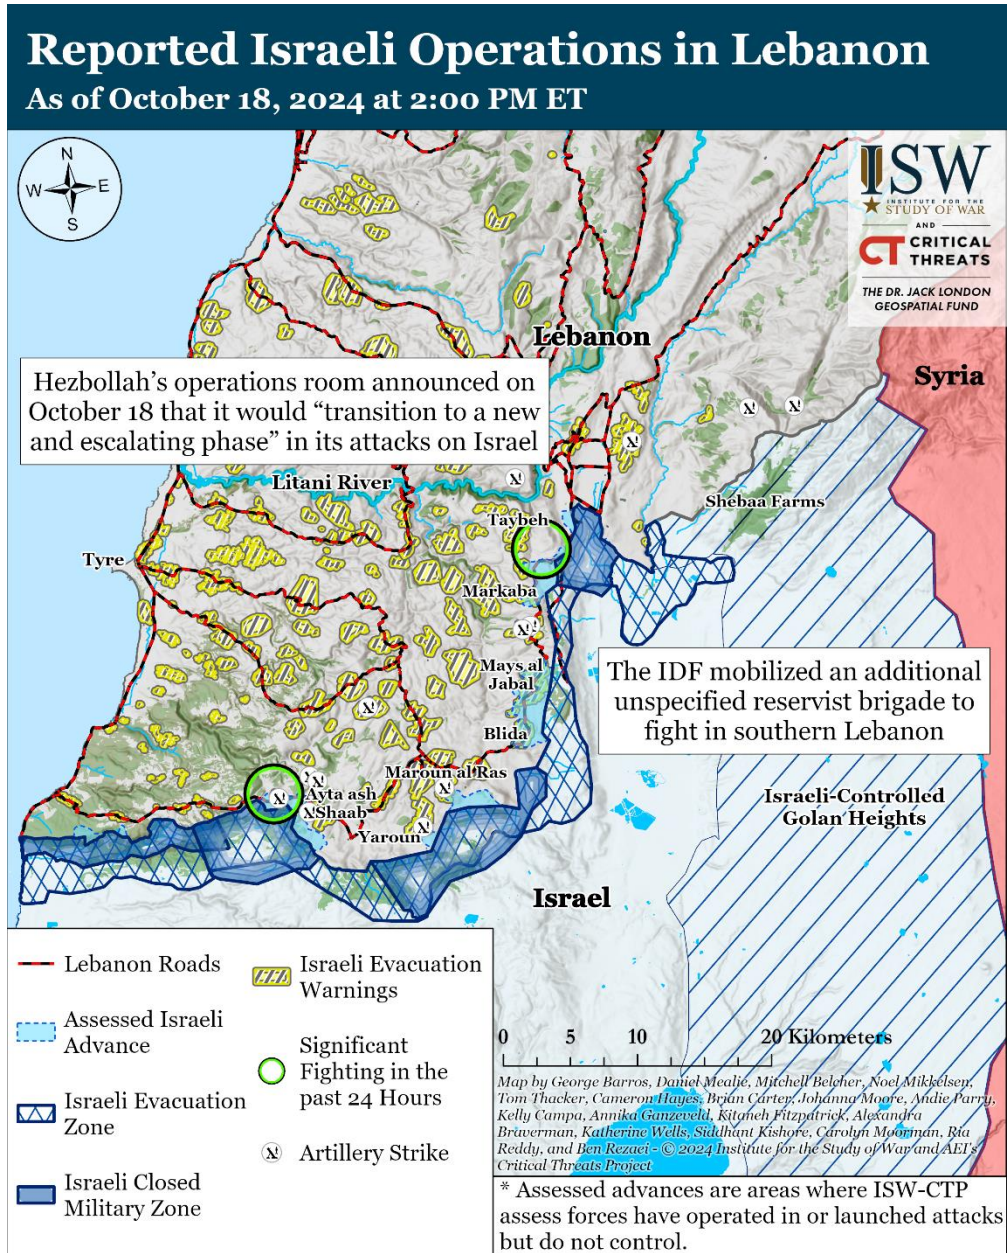 Reported Israeli Operations in Lebanon
As of October 18, 2024 at 2:00 PM ET
N
W
E
S
ISW
INSTITUTE FOR THE
STUDY OF WAR
AND
CT CRITICAL
THREATS
THE DR. JACK LONDON
GEOSPATIAL FUND
Lebanon
Syria
Hezbollah's operations room announced on
October 18 that it would "transition to a new
and escalating phase" in its attacks on Israel
Litani River
Shebaa Farms
Taybeh
Tyre
Markaba
Mays al
Jabal
The IDF mobilized an additional
unspecified reservist brigade to
fight in southern Lebanon
Blida
Maroun al Ras
Ayta ash
Shaab
Yaroun
Israeli-Controlled
Golan Heights
Israel
Lebanon Roads
Assessed Israeli
Advance
Israeli Evacuation
Zone
Israeli Closed
Military Zone
Israeli Evacuation
Warnings
Significant
Fighting in the
past 24 Hours
Artillery Strike
0 5 10 20 Kilometers
Map by George Barros, Daniel Mealie, Mitchell Belcher, Noel Mikkelsen,
Tom Thacker, Cameron Hayes, Brian Carter, Johanna Moore, Andie Parry,
Kelly Campa, Annika Ganzeveld, Kitaneh Fitzpatrick, Alexandra
Braverman, Katherine Wells, Siddhant Kishore, Carolyn Moorman, Ria
Reddy, and Ben Rezaei - © 2024 Institute for the Study of War and AEI's
Critical Threats Project
* Assessed advances are areas where ISW-CTP
assess forces have operated in or launched attacks
but do not control.